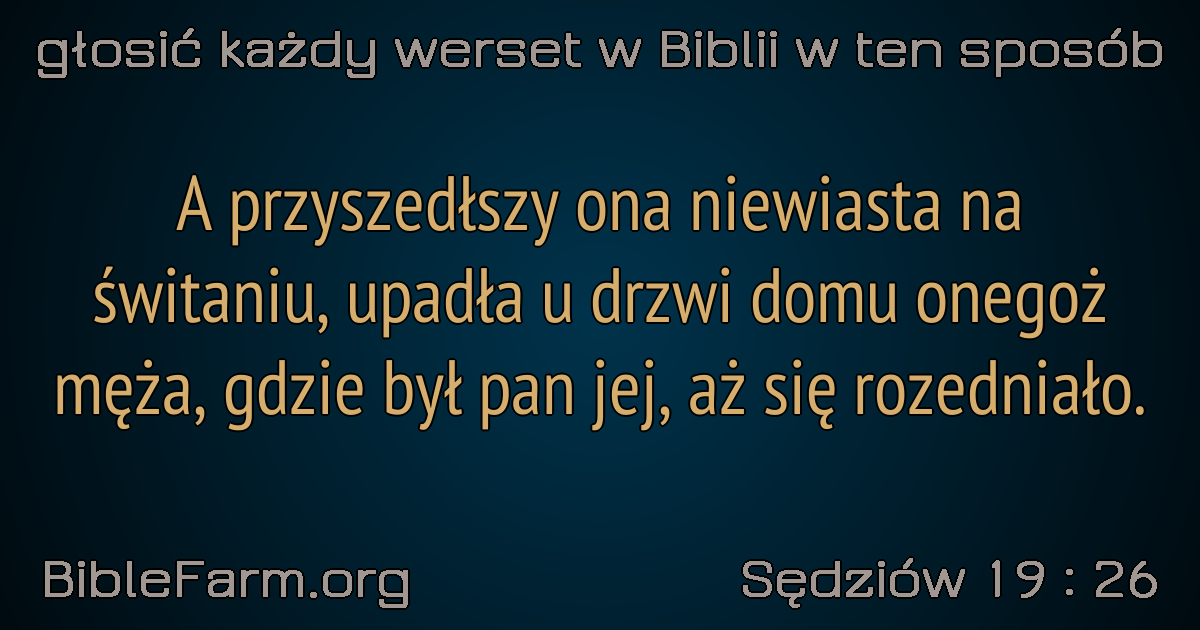 głosić każdy werset w Biblii w ten sposób
A przyszedłszy ona niewiasta na
świtaniu, upadła u drzwi domu onegoż
męża, gdzie był pan jej, aż się rozedniało.
BibleFarm.org
Sędziów 19 : 26